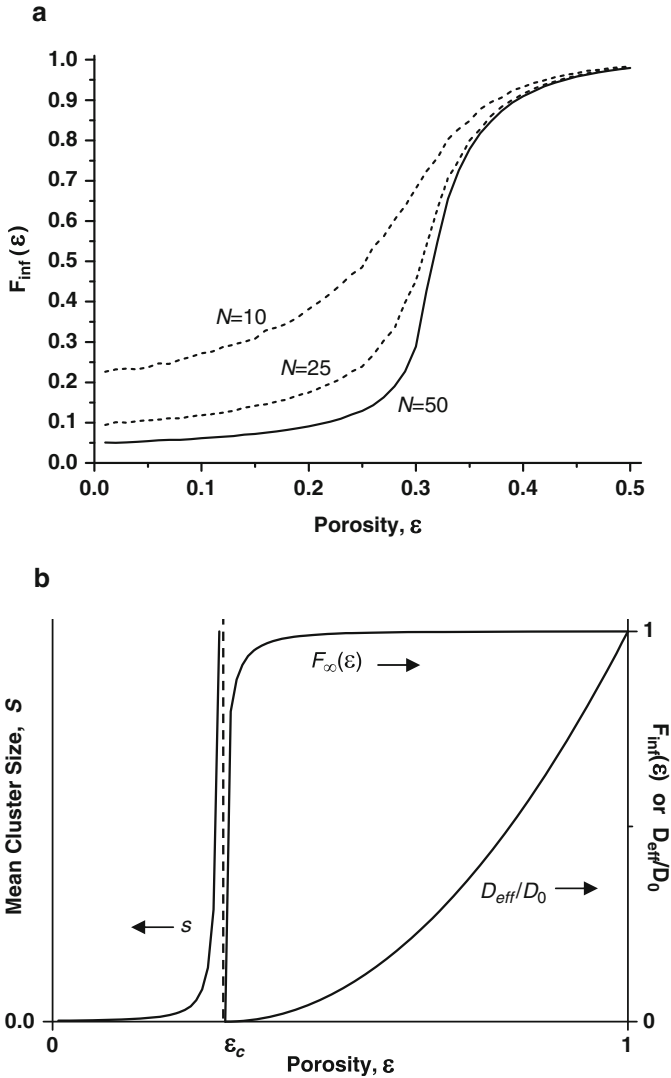 a
1.0
0.9
0.8
0.7
0.6
0.5
0.4
0.3
0.2
0.1
0.0
F_inf (ε)
N=10
N=25
N=50
0.0 0.1 0.2 0.3 0.4 0.5
Porosity, ε
b
Mean Cluster Size, S
0.0
F∞(ε)
D_eff/D_0
s
1
0
F_inf(ε) or D_eff/D_0
0 ε_c 1
Porosity, ε